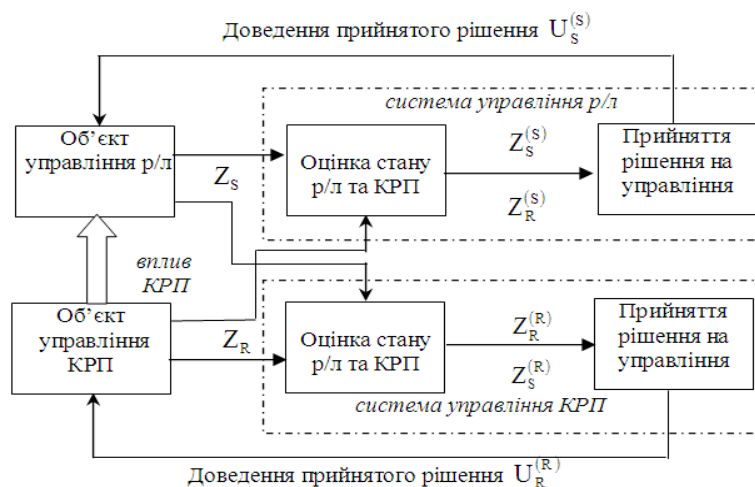 Доведення прийнятого рішення U_S^(S)
система управління р/л
Об’єкт
управління р/л
Z_S
Оцінка стану
р/л та КРП
Z_S^(S)
Z_R^(S)
Прийняття
рішення на
управління
вплив
КРП
Об’єкт
управління
КРП
Z_R
Оцінка стану
р/л та КРП
Z_R^(R)
Z_S^(R)
Прийняття
рішення на
управління
система управління КРП
Доведення прийнятого рішення U_R^(R)